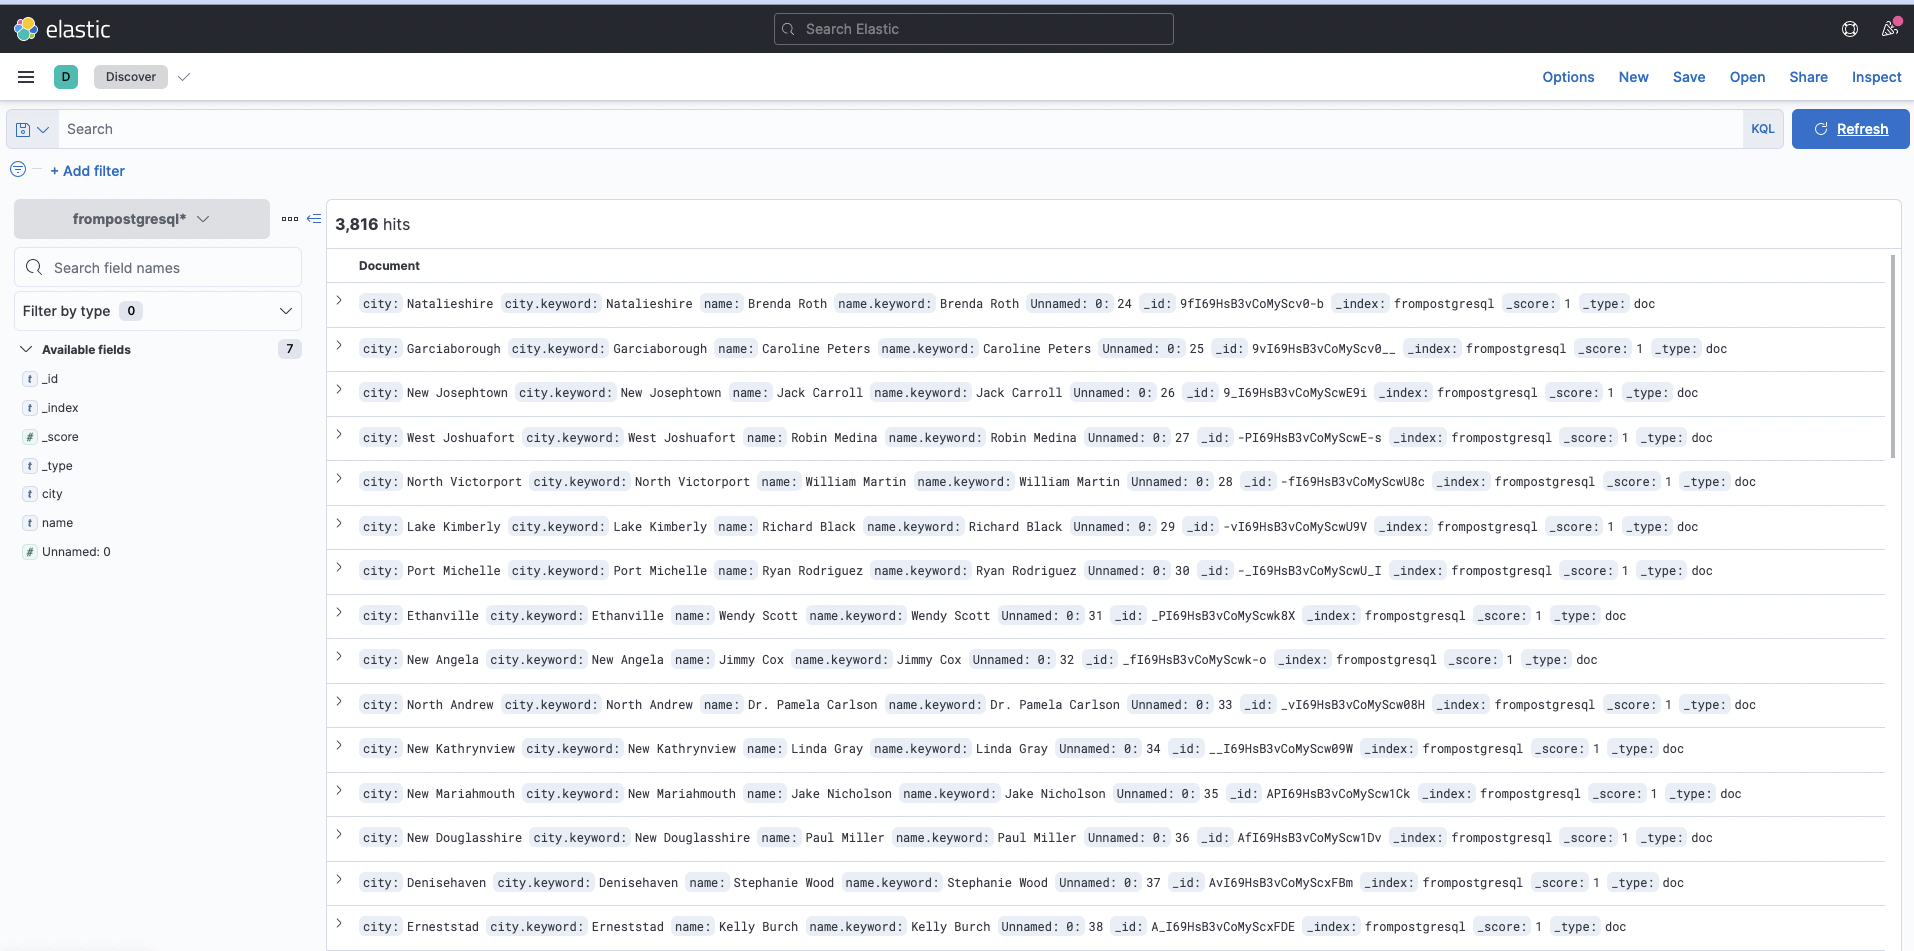 elastic
Search Elastic
D Discover
Options New Save Open Share Inspect
Search
KQL
Refresh
+ Add filter
frompostgresql*
Search field names
Filter by type 0
Available fields 7
t _id
t _index
# _score
t _type
t city
t name
# Unnamed: 0
3,816 hits
Document
city: Natalieshire city.keyword: Natalieshire name: Brenda Roth name.keyword: Brenda Roth Unnamed: 0: 24 _id: 9fI69HsB3vCoMyScv0-b _index: frompostgresql _score: 1 _type: doc
city: Garciaborough city.keyword: Garciaborough name: Caroline Peters name.keyword: Caroline Peters Unnamed: 0: 25 _id: 9vI69HsB3vCoMyScv0__ _index: frompostgresql _score: 1 _type: doc
city: New Josephtown city.keyword: New Josephtown name: Jack Carroll name.keyword: Jack Carroll Unnamed: 0: 26 _id: 9_I69HsB3vCoMyScwE9i _index: frompostgresql _score: 1 _type: doc
city: West Joshuafort city.keyword: West Joshuafort name: Robin Medina name.keyword: Robin Medina Unnamed: 0: 27 _id: -PI69HsB3vCoMyScwE-s _index: frompostgresql _score: 1 _type: doc
city: North Victorport city.keyword: North Victorport name: William Martin name.keyword: William Martin Unnamed: 0: 28 _id: -fI69HsB3vCoMyScwU8c _index: frompostgresql _score: 1 _type: doc
city: Lake Kimberly city.keyword: Lake Kimberly name: Richard Black name.keyword: Richard Black Unnamed: 0: 29 _id: -vI69HsB3vCoMyScwU9V _index: frompostgresql _score: 1 _type: doc
city: Port Michelle city.keyword: Port Michelle name: Ryan Rodriguez name.keyword: Ryan Rodriguez Unnamed: 0: 30 _id: -_I69HsB3vCoMyScwU_I _index: frompostgresql _score: 1 _type: doc
city: Ethanville city.keyword: Ethanville name: Wendy Scott name.keyword: Wendy Scott Unnamed: 0: 31 _id: _PI69HsB3vCoMyScwk8X _index: frompostgresql _score: 1 _type: doc
city: New Angela city.keyword: New Angela name: Jimmy Cox name.keyword: Jimmy Cox Unnamed: 0: 32 _id: _fI69HsB3vCoMyScwk-o _index: frompostgresql _score: 1 _type: doc
city: North Andrew city.keyword: North Andrew name: Dr. Pamela Carlson name.keyword: Dr. Pamela Carlson Unnamed: 0: 33 _id: _vI69HsB3vCoMyScw08H _index: frompostgresql _score: 1 _type: doc
city: New Kathrynview city.keyword: New Kathrynview name: Linda Gray name.keyword: Linda Gray Unnamed: 0: 34 _id: __I69HsB3vCoMyScw09W _index: frompostgresql _score: 1 _type: doc
city: New Mariahmouth city.keyword: New Mariahmouth name: Jake Nicholson name.keyword: Jake Nicholson Unnamed: 0: 35 _id: API69HsB3vCoMyScw1Ck _index: frompostgresql _score: 1 _type: doc
city: New Douglasshire city.keyword: New Douglasshire name: Paul Miller name.keyword: Paul Miller Unnamed: 0: 36 _id: AfI69HsB3vCoMyScw1Dv _index: frompostgresql _score: 1 _type: doc
city: Denisehaven city.keyword: Denisehaven name: Stephanie Wood name.keyword: Stephanie Wood Unnamed: 0: 37 _id: AvI69HsB3vCoMyScxFBm _index: frompostgresql _score: 1 _type: doc
city: Erneststad city.keyword: Erneststad name: Kelly Burch name.keyword: Kelly Burch Unnamed: 0: 38 _id: A_I69HsB3vCoMyScxFDE _index: frompostgresql _score: 1 _type: doc